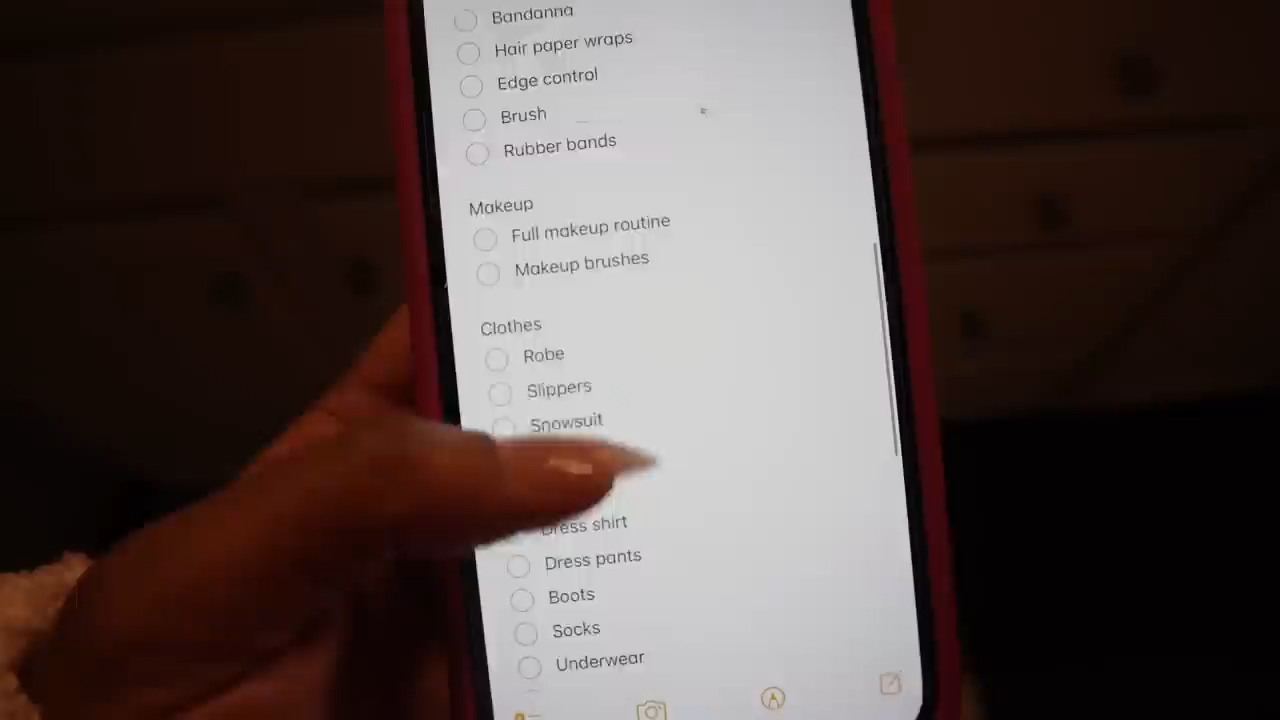 Bandanna
Hair paper wraps
Edge control
Brush
Rubber bands
Makeup
Full makeup routine
Makeup brushes
Clothes
Robe
Slippers
Snowsuit
Dress shirt
Dress pants
Boots
Socks
Underwear